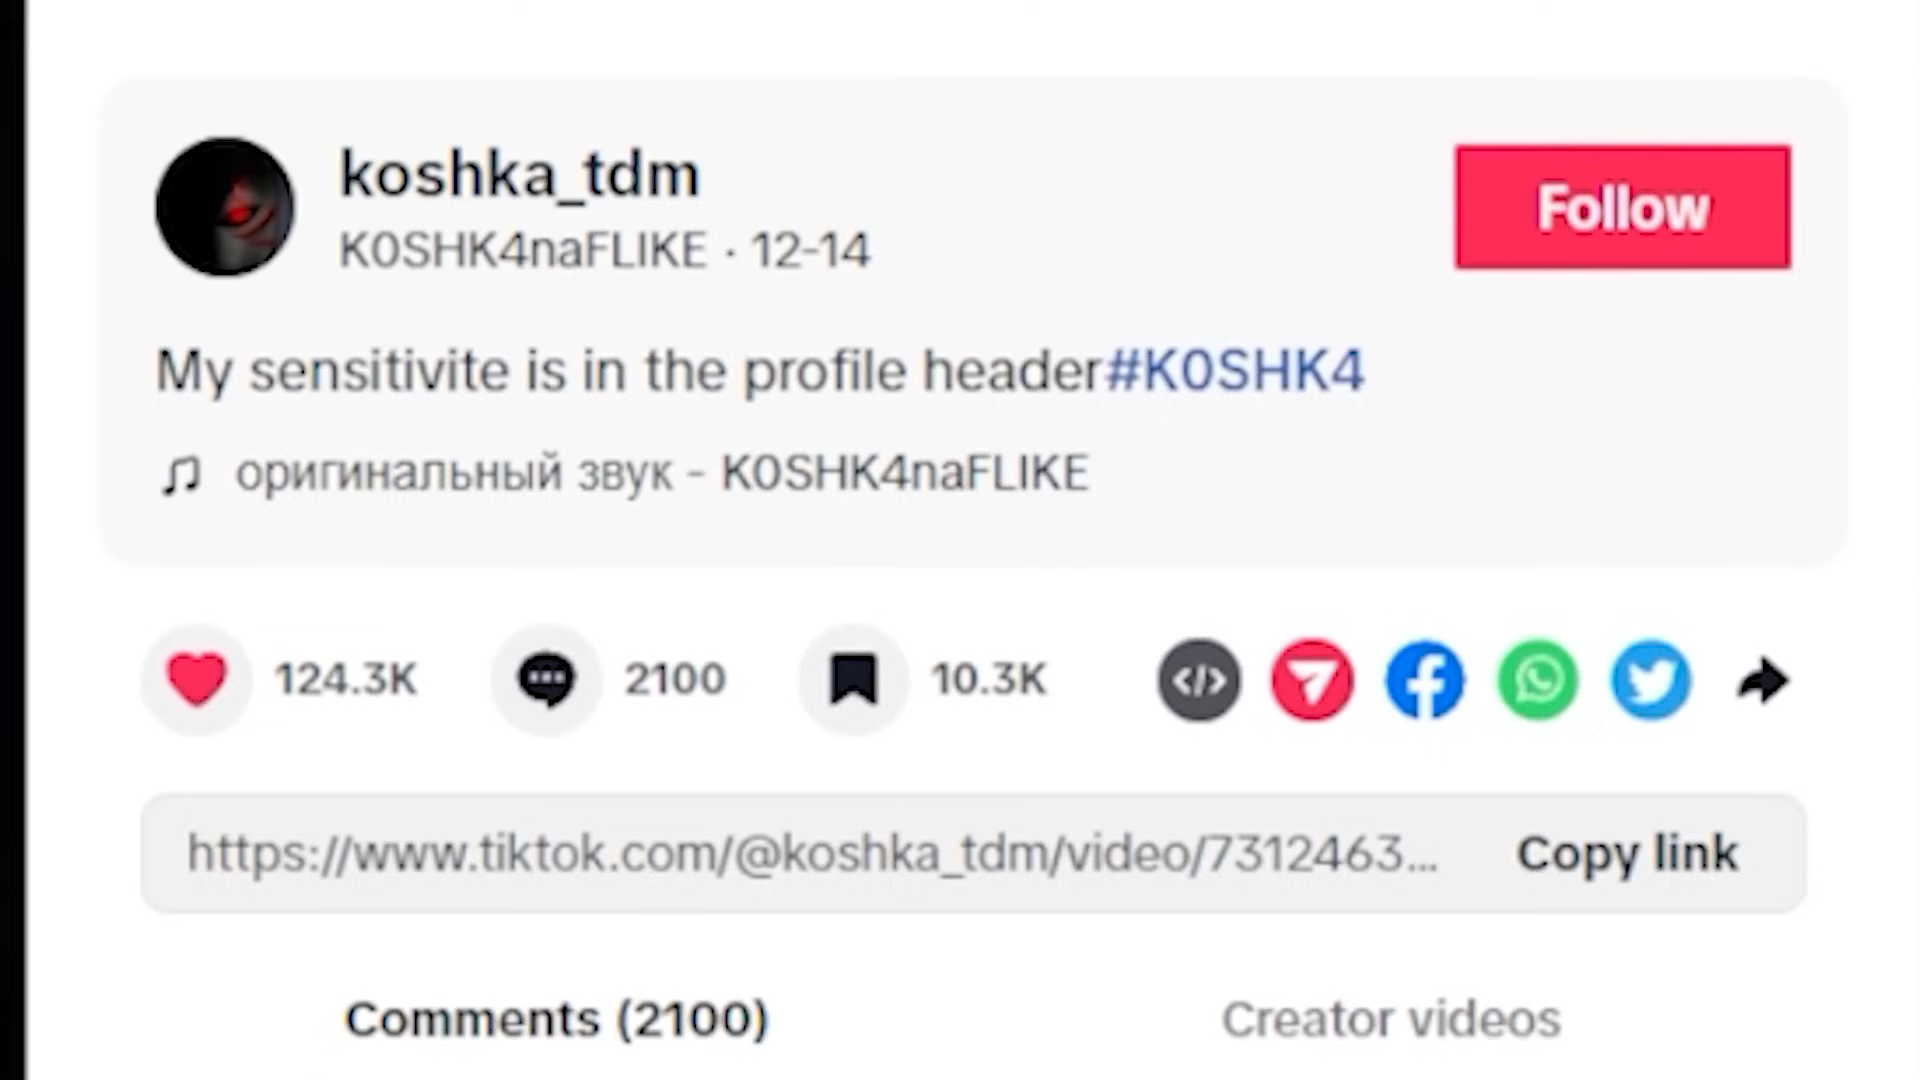 koshka_tdm
K0SHK4naFLIKE · 12-14
Follow
My sensitivite is in the profile header#K0SHK4
оригинальный звук - K0SHK4naFLIKE
124.3K
2100
10.3K
https://www.tiktok.com/@koshka_tdm/video/7312463...
Copy link
Comments (2100)
Creator videos